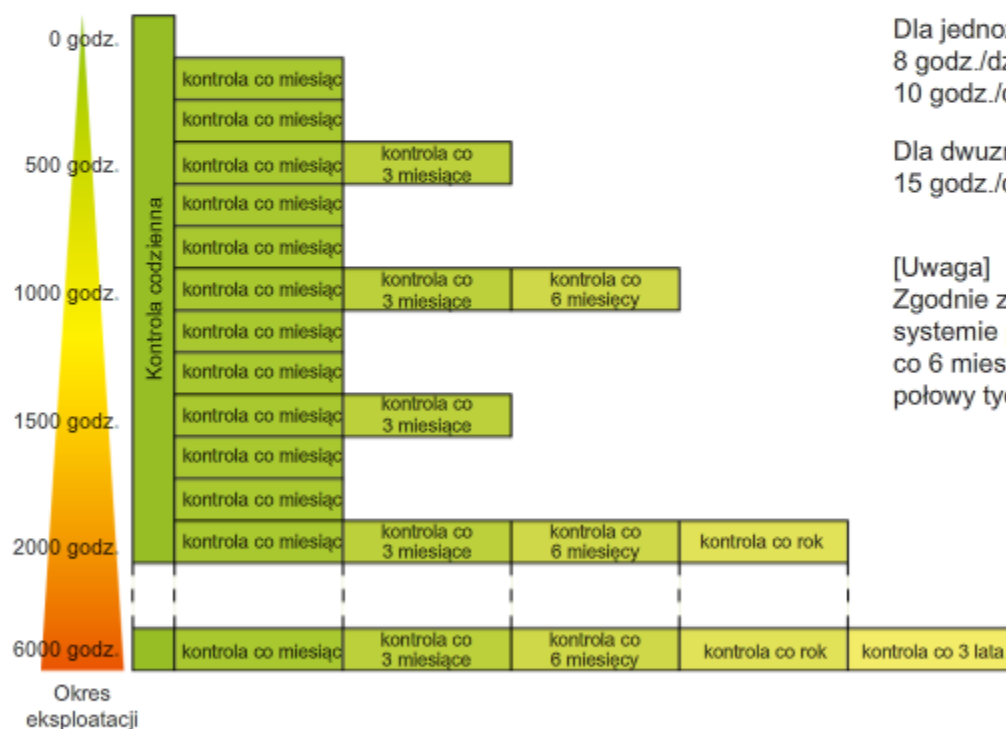 0 godz.
kontrola co miesiąc
kontrola co miesiąc
500 godz.
kontrola co miesiąc
kontrola co
3 miesiące
kontrola co miesiąc
kontrola co miesiąc
Kontrola codzienna
1000 godz.
kontrola co miesiąc
kontrola co
3 miesiące
kontrola co
6 miesięcy
kontrola co miesiąc
kontrola co miesiąc
1500 godz.
kontrola co miesiąc
kontrola co
3 miesiące
kontrola co miesiąc
kontrola co miesiąc
2000 godz.
kontrola co miesiąc
kontrola co
3 miesiące
kontrola co
6 miesięcy
kontrola co rok
6000 godz.
kontrola co miesiąc
kontrola co
3 miesiące
kontrola co
6 miesięcy
kontrola co rok
kontrola co 3 lata
Okres
eksploatacji
Dla
8 godz./
10 godz./
Dla
15 godz./
[Uwaga]
Zgodnie z
systemie
co 6
połowy